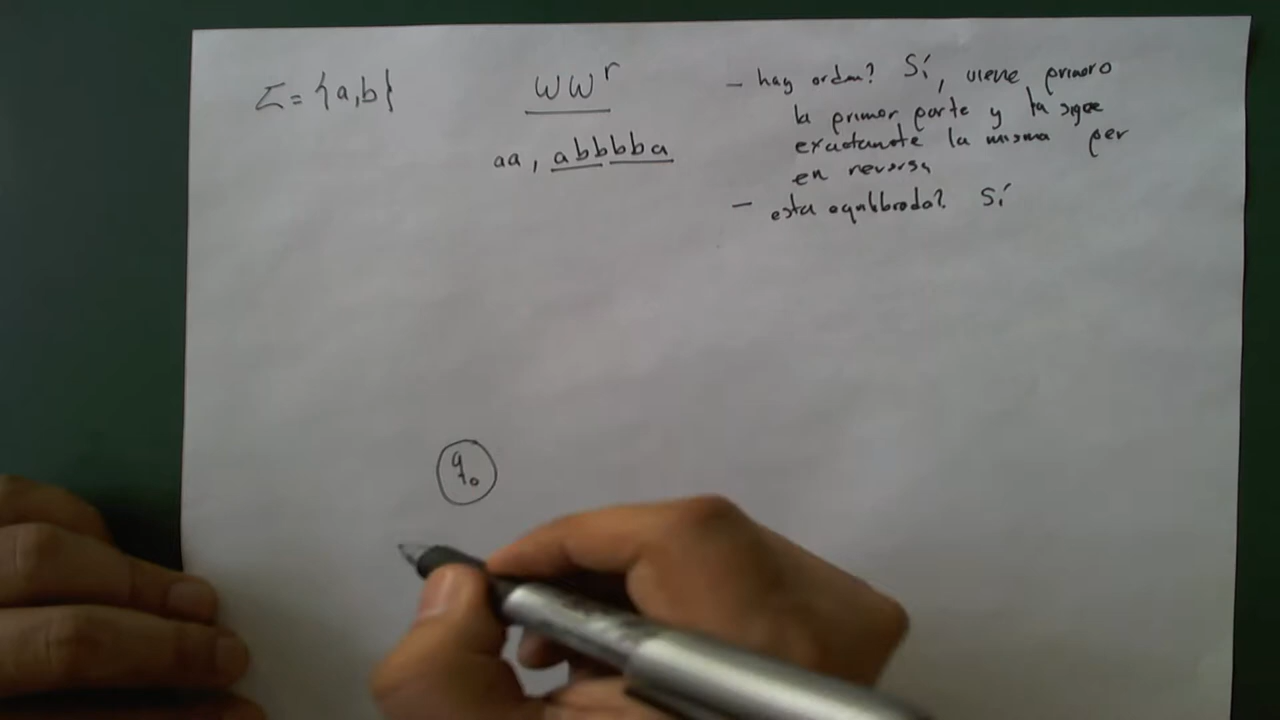 Σ = {a,b}
ww^r
aa, abbbba
- hay orden? Sí, viene primero
la primer parte y la sigue
exactamente la misma per
en reversa
- esta equilibrado? Sí
q₀